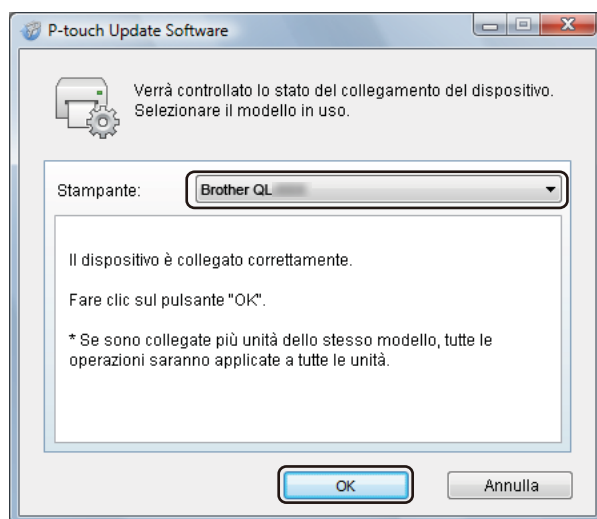 P-touch Update Software
Verrà controllato lo stato del collegamento del dispositivo.
Selezionare il modello in uso.
Stampante:
Brother QL
Il dispositivo è collegato correttamente.
Fare clic sul pulsante "OK".
* Se sono collegate più unità dello stesso modello, tutte le
operazioni saranno applicate a tutte le unità.
OK
Annulla